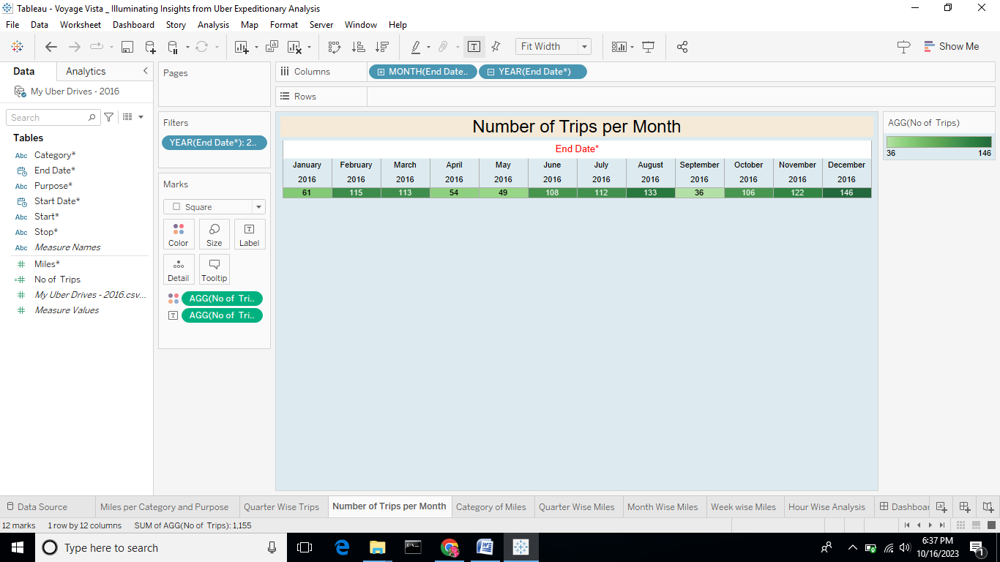 Tableau - Voyage Vista _ Illuminating Insights from Uber Expeditionary Analysis
File Data Worksheet Dashboard Story Analysis Map Format Server Window Help
Fit Width
Show Me
Data Analytics
My Uber Drives - 2016
Search
Tables
Abc Category*
End Date*
Abc Purpose*
Start Date*
Abc Start*
Abc Stop*
Abc Measure Names
Miles*
No of Trips
My Uber Drives - 2016.csv...
Measure Values
Pages
Filters
YEAR(End Date*): 2..
Marks
Square
Color Size Label
Detail Tooltip
AGG(No of Tri..
AGG(No of Tri..
Columns MONTH(End Date.. YEAR(End Date*)
Rows
Number of Trips per Month
End Date*
January February March April May June July August September October November December
2016 2016 2016 2016 2016 2016 2016 2016 2016 2016 2016 2016
61 115 113 54 49 108 112 133 36 106 122 146
AGG(No of Trips)
36 146
Data Source Miles per Category and Purpose Quarter Wise Trips Number of Trips per Month Category of Miles Quarter Wise Miles Month Wise Miles Week wise Miles Hour Wise Analysis Dashboar
12 marks 1 row by 12 columns SUM of AGG(No of Trips): 1,155
Type here to search
6:37 PM
10/16/2023
1